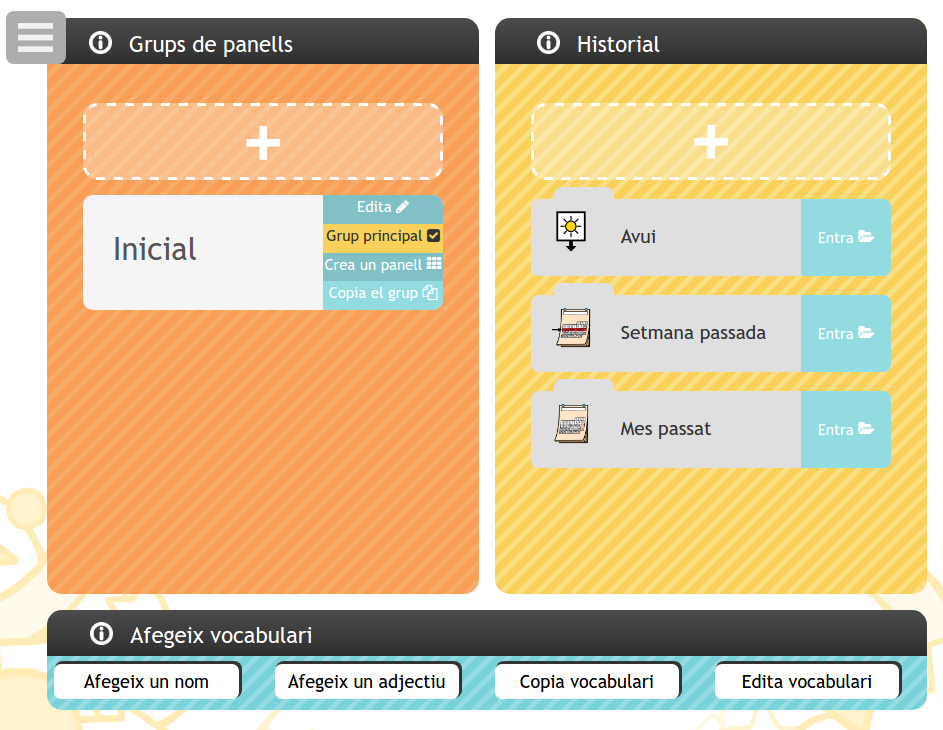 Grups de panells
Inicial
Edita
Grup principal
Crea un panell
Copia el grup
Historial
Avui
Entra
Setmana passada
Entra
Mes passat
Entra
Afegeix vocabulari
Afegeix un nom
Afegeix un adjectiu
Copia vocabulari
Edita vocabulari